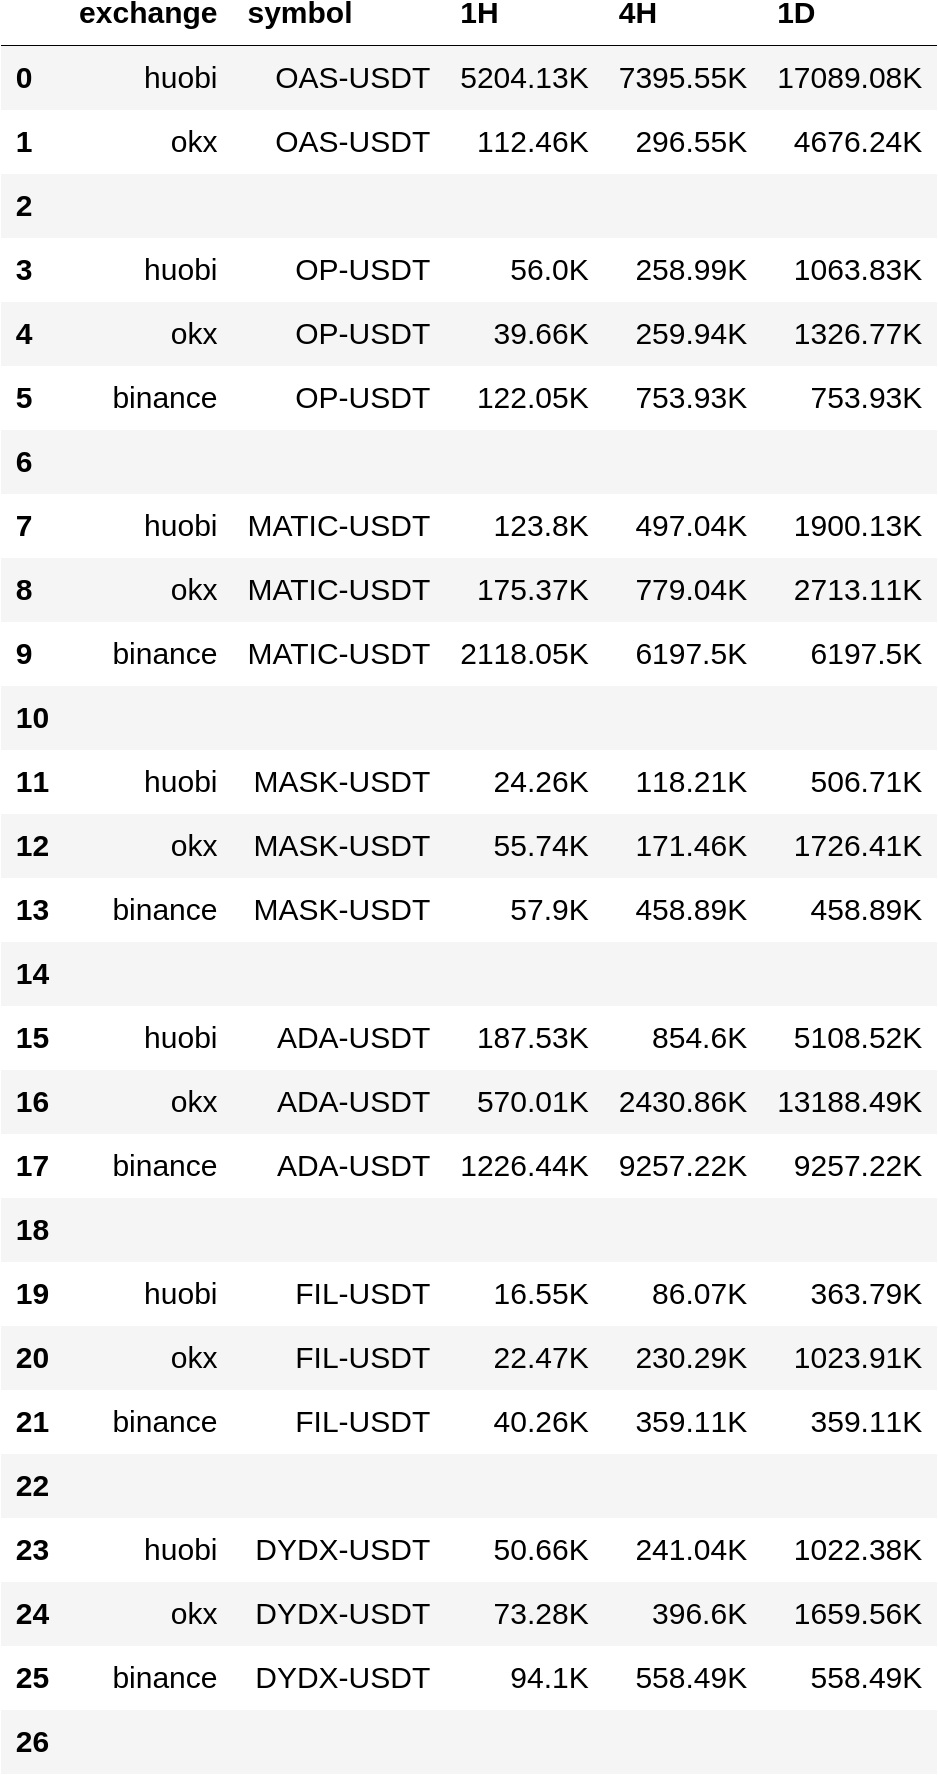 exchange symbol 1H 4H 1D
0 huobi OAS-USDT 5204.13K 7395.55K 17089.08K
1 okx OAS-USDT 112.46K 296.55K 4676.24K
2
3 huobi OP-USDT 56.0K 258.99K 1063.83K
4 okx OP-USDT 39.66K 259.94K 1326.77K
5 binance OP-USDT 122.05K 753.93K 753.93K
6
7 huobi MATIC-USDT 123.8K 497.04K 1900.13K
8 okx MATIC-USDT 175.37K 779.04K 2713.11K
9 binance MATIC-USDT 2118.05K 6197.5K 6197.5K
10
11 huobi MASK-USDT 24.26K 118.21K 506.71K
12 okx MASK-USDT 55.74K 171.46K 1726.41K
13 binance MASK-USDT 57.9K 458.89K 458.89K
14
15 huobi ADA-USDT 187.53K 854.6K 5108.52K
16 okx ADA-USDT 570.01K 2430.86K 13188.49K
17 binance ADA-USDT 1226.44K 9257.22K 9257.22K
18
19 huobi FIL-USDT 16.55K 86.07K 363.79K
20 okx FIL-USDT 22.47K 230.29K 1023.91K
21 binance FIL-USDT 40.26K 359.11K 359.11K
22
23 huobi DYDX-USDT 50.66K 241.04K 1022.38K
24 okx DYDX-USDT 73.28K 396.6K 1659.56K
25 binance DYDX-USDT 94.1K 558.49K 558.49K
26